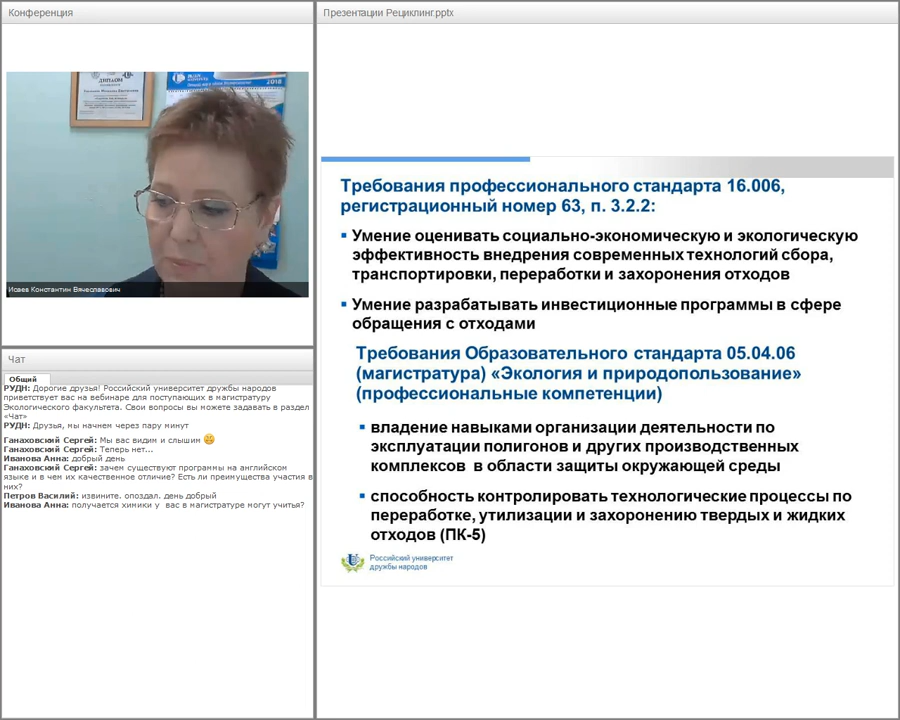 Конференция
ДИПЛОМ
2018
Исаев Константин Вячеславович
Чат
Общий
РУДН: Дорогие друзья! Российский университет дружбы народов
приветствует вас на вебинаре для поступающих в магистратуру
Экологического факультета. Свои вопросы вы можете задавать в раздел
«Чат»
РУДН: Друзья, мы начнем через пару минут
Ганаховский Сергей: Мы вас видим и слышим
Ганаховский Сергей: Теперь нет...
Иванова Анна: добрый день
Ганаховский Сергей: зачем существуют программы на английском
языке и в чем их качественное отличие? Есть ли преимущества участия в
них?
Петров Василий: извините. опоздал. день добрый
Иванова Анна: получается химики у вас в магистратуре могут учитья?
Презентации Рециклинг.pptx
Требования профессионального стандарта 16.006,
регистрационный номер 63, п. 3.2.2:
▪ Умение оценивать социально-экономическую и экологическую
эффективность внедрения современных технологий сбора,
транспортировки, переработки и захоронения отходов
▪ Умение разрабатывать инвестиционные программы в сфере
обращения с отходами
Требования Образовательного стандарта 05.04.06
(магистратура) «Экология и природопользование»
(профессиональные компетенции)
▪ владение навыками организации деятельности по
эксплуатации полигонов и других производственных
комплексов в области защиты окружающей среды
▪ способность контролировать технологические процессы по
переработке, утилизации и захоронению твердых и жидких
отходов (ПК-5)
Российский университет
дружбы народов